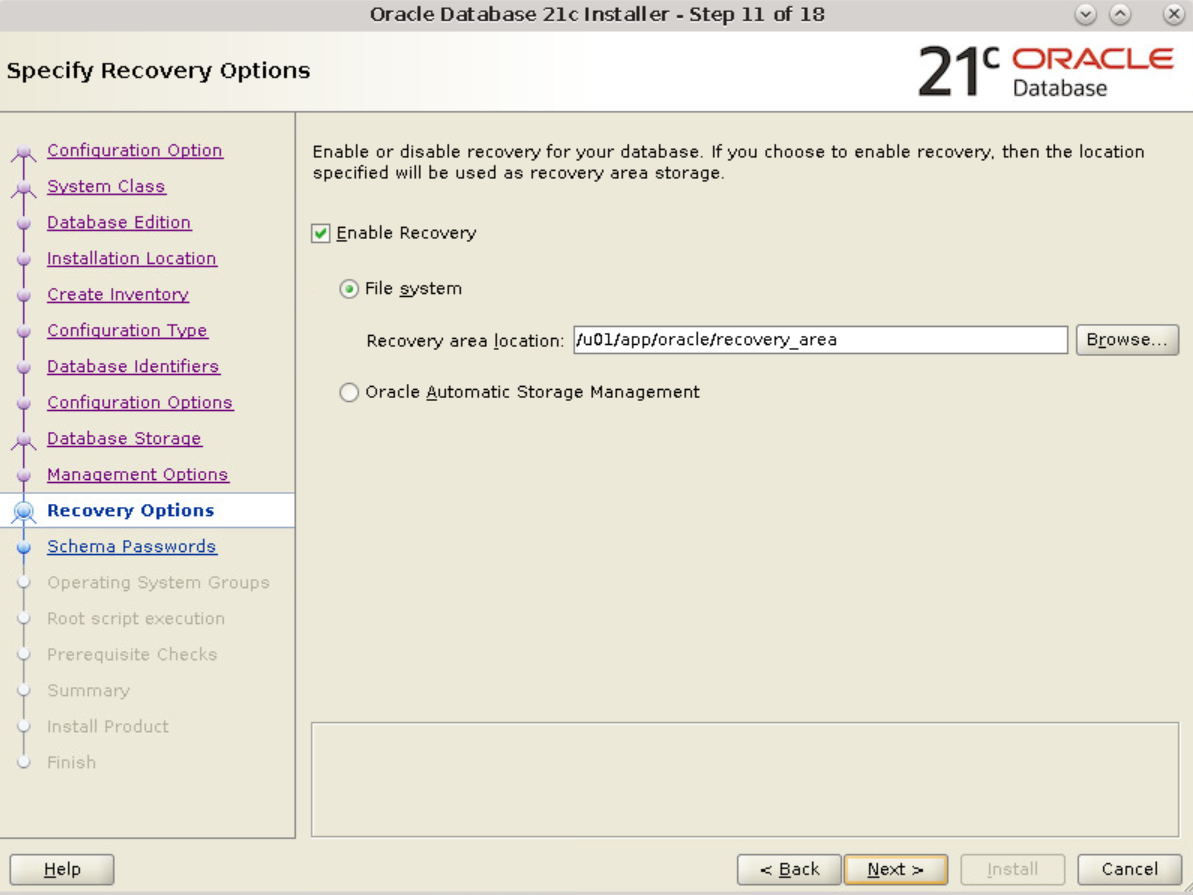 Oracle Database 21c Installer - Step 11 of 18
Specify Recovery Options
21c ORACLE
Database
Configuration Option
System Class
Database Edition
Installation Location
Create Inventory
Configuration Type
Database Identifiers
Configuration Options
Database Storage
Management Options
Recovery Options
Schema Passwords
Operating System Groups
Root script execution
Prerequisite Checks
Summary
Install Product
Finish
Enable or disable recovery for your database. If you choose to enable recovery, then the location
specified will be used as recovery area storage.
Enable Recovery
File system
Recovery area location: /u01/app/oracle/recovery_area Browse...
Oracle Automatic Storage Management
Help < Back Next > Install Cancel